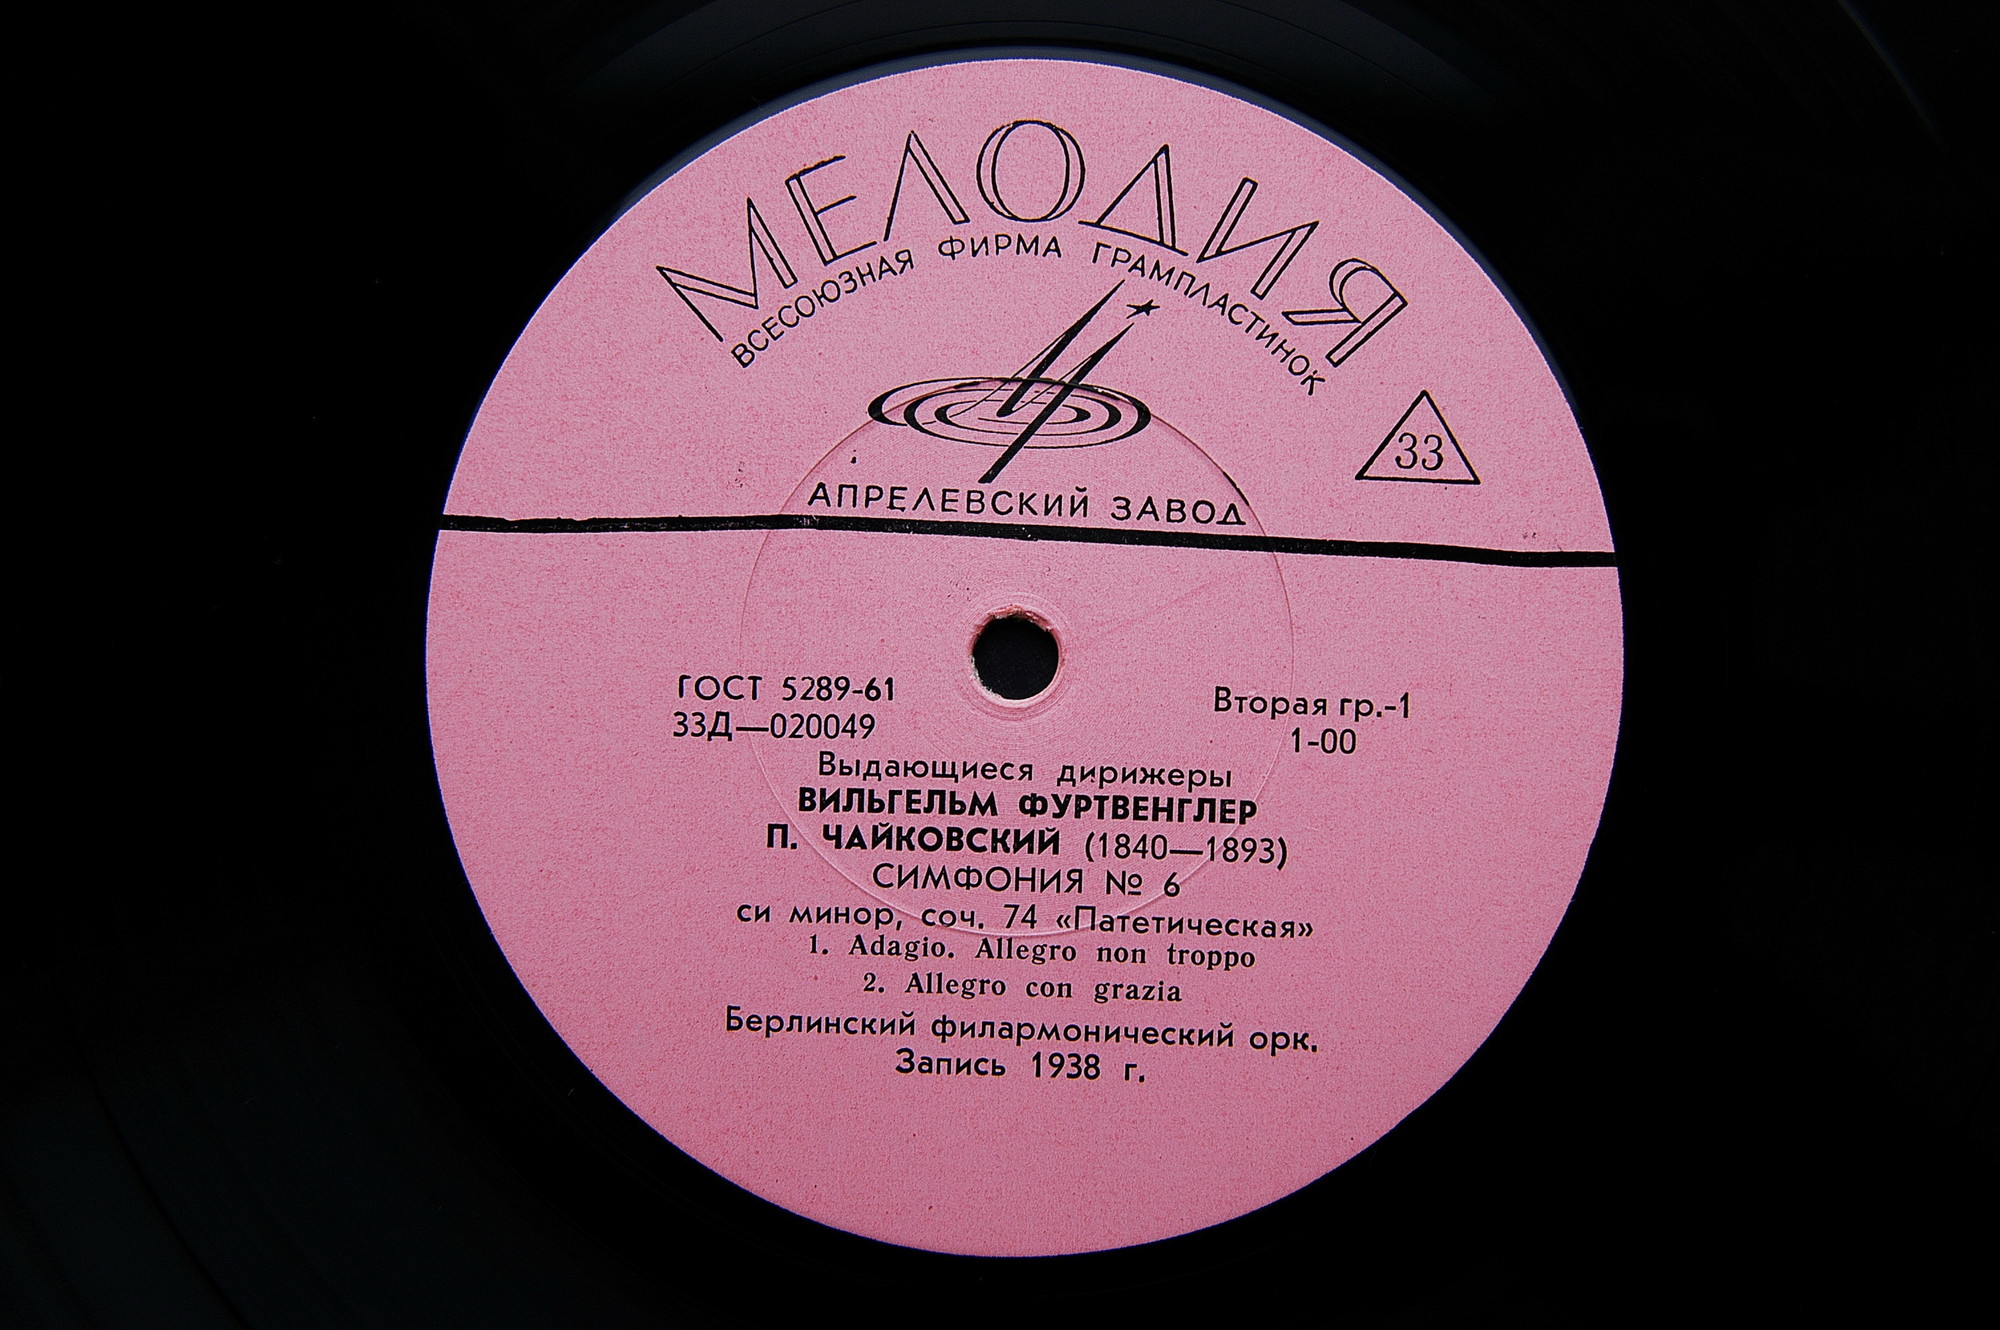 МЕЛОДИЯ
ВСЕСОЮЗНАЯ ФИРМА ГРАМПЛАСТИНОК
33
АПРЕЛЕВСКИЙ ЗАВОД
ГОСТ 5289-61
Вторая гр.-1
33Д—020049
1-00
Выдающиеся дирижеры
ВИЛЬГЕЛЬМ ФУРТВЕНГЛЕР
П. ЧАЙКОВСКИЙ (1840—1893)
СИМФОНИЯ № 6
си минор, соч. 74 «Патетическая»
1. Adagio. Allegro non troppo
2. Allegro con grazia
Берлинский филармонический орк.
Запись 1938 г.